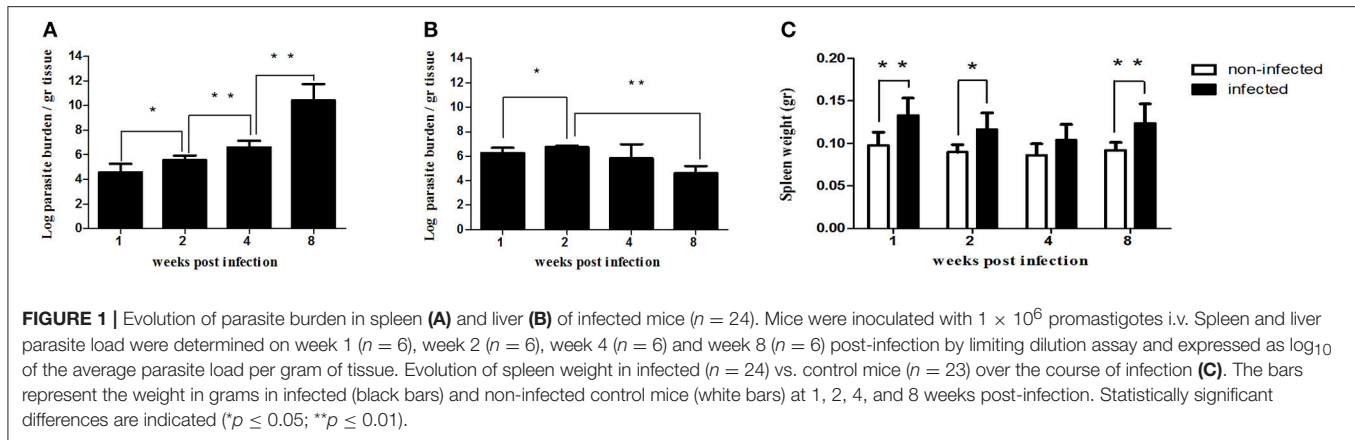 A
Log parasite burden / gr tissue
14
12
10
8
6
4
2
0
*
* *
* *
1 2 4 8
weeks post infection
B
Log parasite burden / gr tissue
14
12
10
8
6
4
2
0
*
**
1 2 4 8
weeks post infection
C
Spleen weight (gr)
0.20
0.15
0.10
0.05
0.00
* *
*
* *
1 2 4 8
weeks post infection
non-infected
infected
FIGURE 1 | Evolution of parasite burden in spleen (A) and liver (B) of infected mice (n = 24). Mice were inoculated with 1 × 10⁶ promastigotes i.v. Spleen and liver
parasite load were determined on week 1 (n = 6), week 2 (n = 6), week 4 (n = 6) and week 8 (n = 6) post-infection by limiting dilution assay and expressed as log₁₀
of the average parasite load per gram of tissue. Evolution of spleen weight in infected (n = 24) vs. control mice (n = 23) over the course of infection (C). The bars
represent the weight in grams in infected (black bars) and non-infected control mice (white bars) at 1, 2, 4, and 8 weeks post-infection. Statistically significant
differences are indicated (*p ≤ 0.05; **p ≤ 0.01).